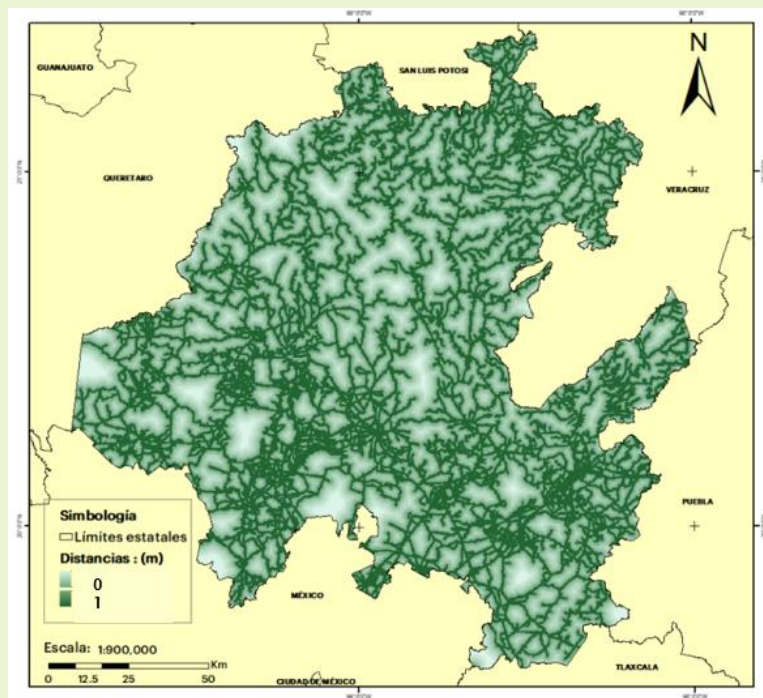 GUANAJUATO
SAN LUIS POTOSI
N
QUERETARO
VERACRUZ
PUEBLA
Simbología
Límites estatales
Distancias : (m)
0
1
MÉXICO
Escala: 1:900,000
Km
0 12.5 25 50
TLAXCALA
CIUDAD DE MÉXICO